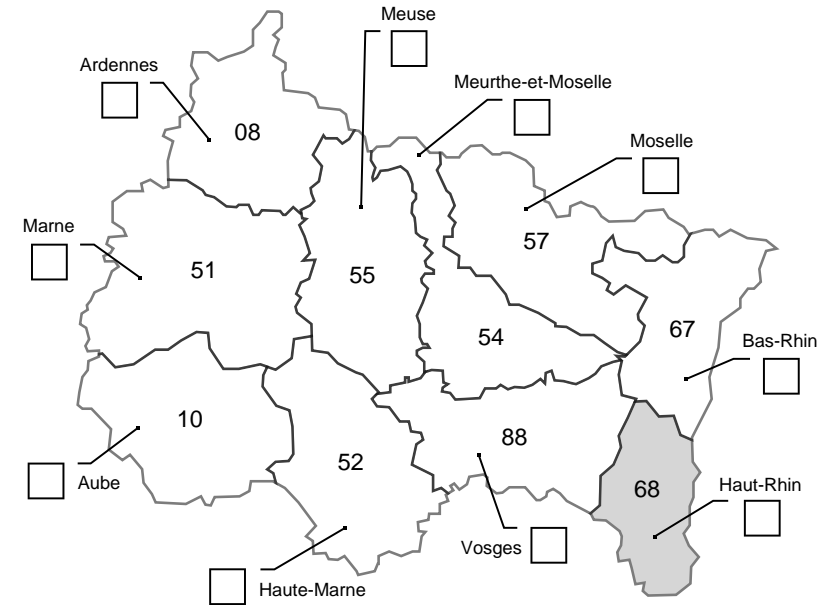 Meuse
Ardennes
Meurthe-et-Moselle
08
Moselle
Marne
57
51
55
67
54
Bas-Rhin
10
88
52
Aube
68
Haut-Rhin
Vosges
Haute-Marne